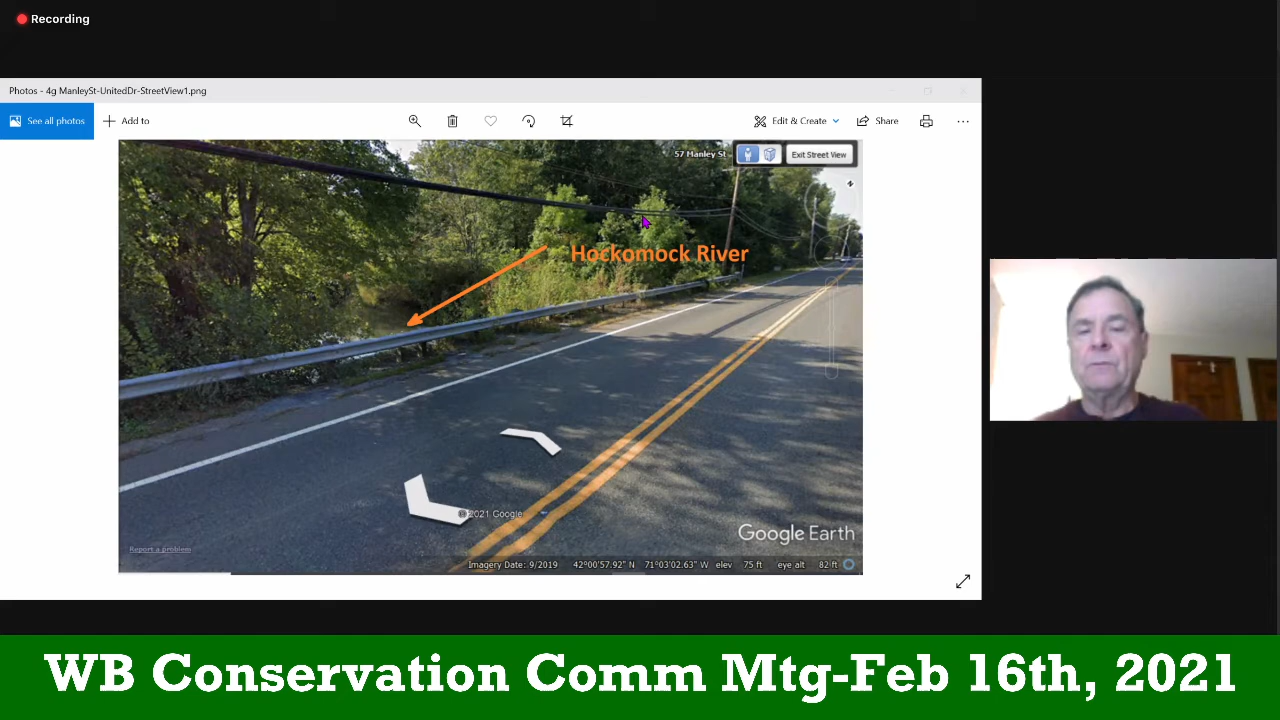 Recording
Photos - 4g ManleySt-UnitedDr-StreetView1.png
See all photos
Add to
Edit & Create
Share
57 Manley St
Exit Street View
Hockomock River
©2021 Google
Google Earth
Report a problem
Imagery Date: 9/2019 42°00'57.92" N 71°03'02.63" W elev 75 ft eye alt 82 ft
WB Conservation Comm Mtg-Feb 16th, 2021